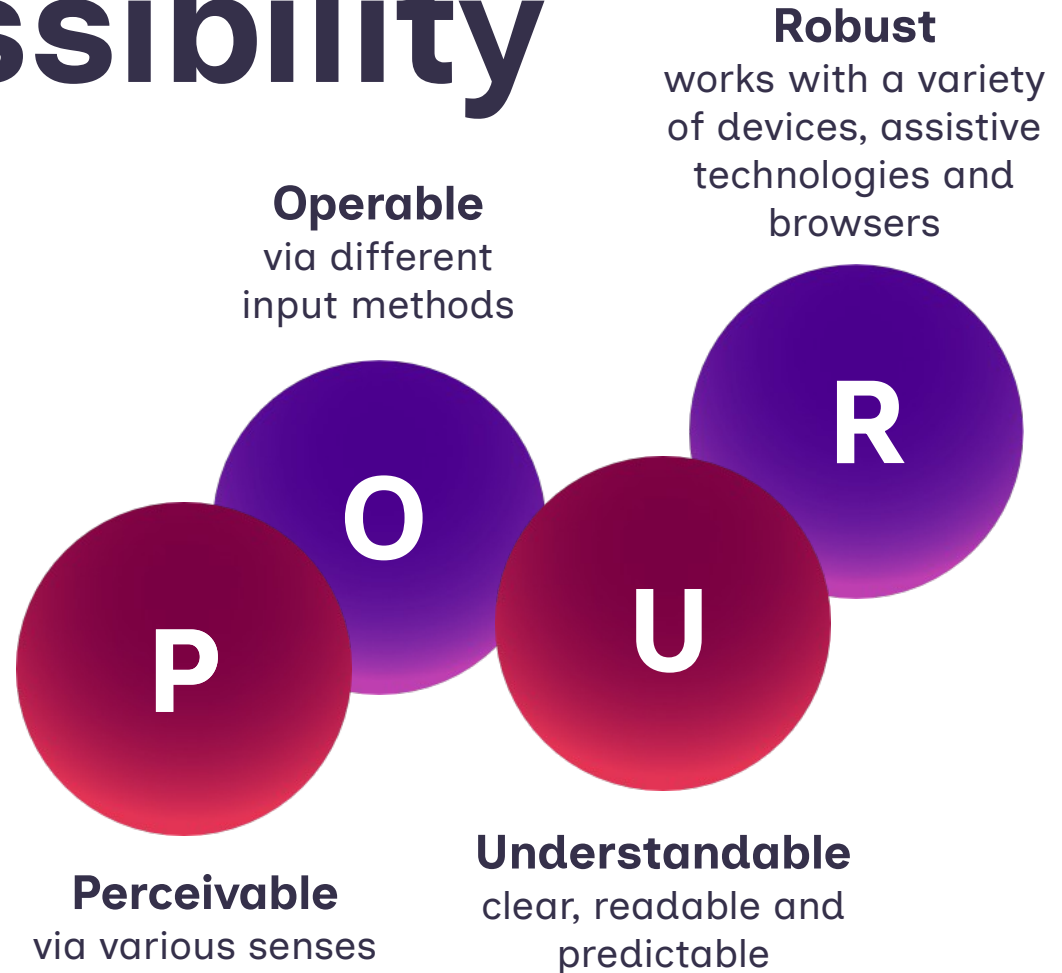 ssibility
Robust
works with a variety
of devices, assistive
technologies and
browsers
Operable
via different
input methods
R
O
U
P
Understandable
clear, readable and
predictable
Perceivable
via various senses